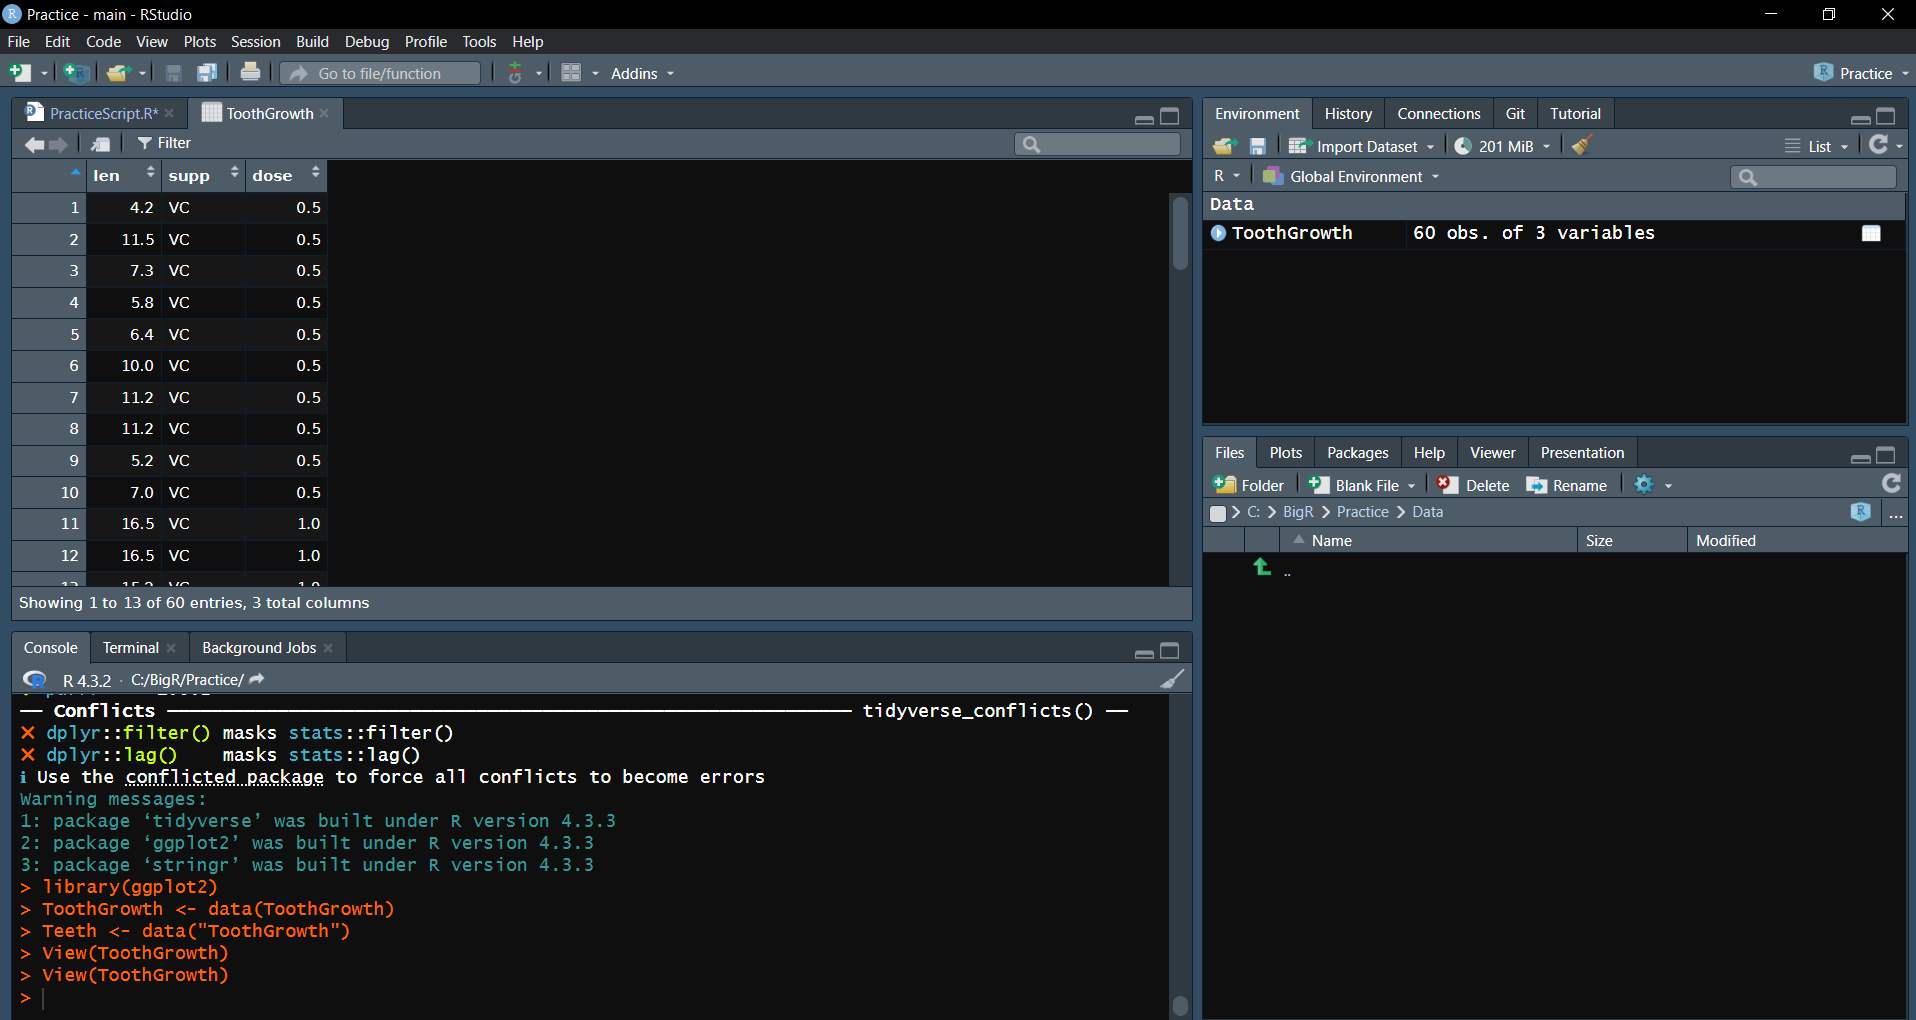 Practice - main - RStudio
File Edit Code View Plots Session Build Debug Profile Tools Help
Go to file/function Addins Practice
PracticeScript.R* ToothGrowth
Filter
len supp dose
1 4.2 VC 0.5
2 11.5 VC 0.5
3 7.3 VC 0.5
4 5.8 VC 0.5
5 6.4 VC 0.5
6 10.0 VC 0.5
7 11.2 VC 0.5
8 11.2 VC 0.5
9 5.2 VC 0.5
10 7.0 VC 0.5
11 16.5 VC 1.0
12 16.5 VC 1.0
Showing 1 to 13 of 60 entries, 3 total columns
Console Terminal Background Jobs
R 4.3.2 · C:/BigR/Practice/
── Conflicts ── tidyverse_conflicts() ──
✖ dplyr::filter() masks stats::filter()
✖ dplyr::lag() masks stats::lag()
ℹ Use the conflicted package to force all conflicts to become errors
Warning messages:
1: package ‘tidyverse’ was built under R version 4.3.3
2: package ‘ggplot2’ was built under R version 4.3.3
3: package ‘stringr’ was built under R version 4.3.3
> library(ggplot2)
> ToothGrowth <- data(ToothGrowth)
> Teeth <- data("ToothGrowth")
> View(ToothGrowth)
> View(ToothGrowth)
>
Environment History Connections Git Tutorial
Import Dataset 201 MiB List
R Global Environment
Data
ToothGrowth 60 obs. of 3 variables
Files Plots Packages Help Viewer Presentation
Folder Blank File Delete Rename
C: BigR Practice Data ...
Name Size Modified
..